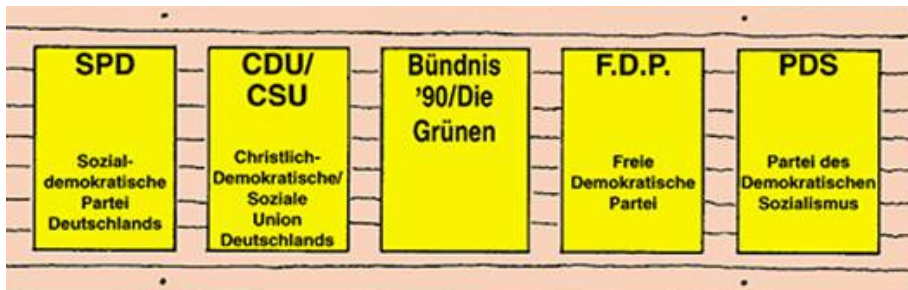 SPD
Sozial-
demokratische
Partei
Deutschlands
CDU/
CSU
Christlich-
Demokratische/
Soziale
Union
Deutschlands
Bündnis
'90/Die
Grünen
F.D.P.
Freie
Demokratische
Partei
PDS
Partei des
Demokratischen
Sozialismus